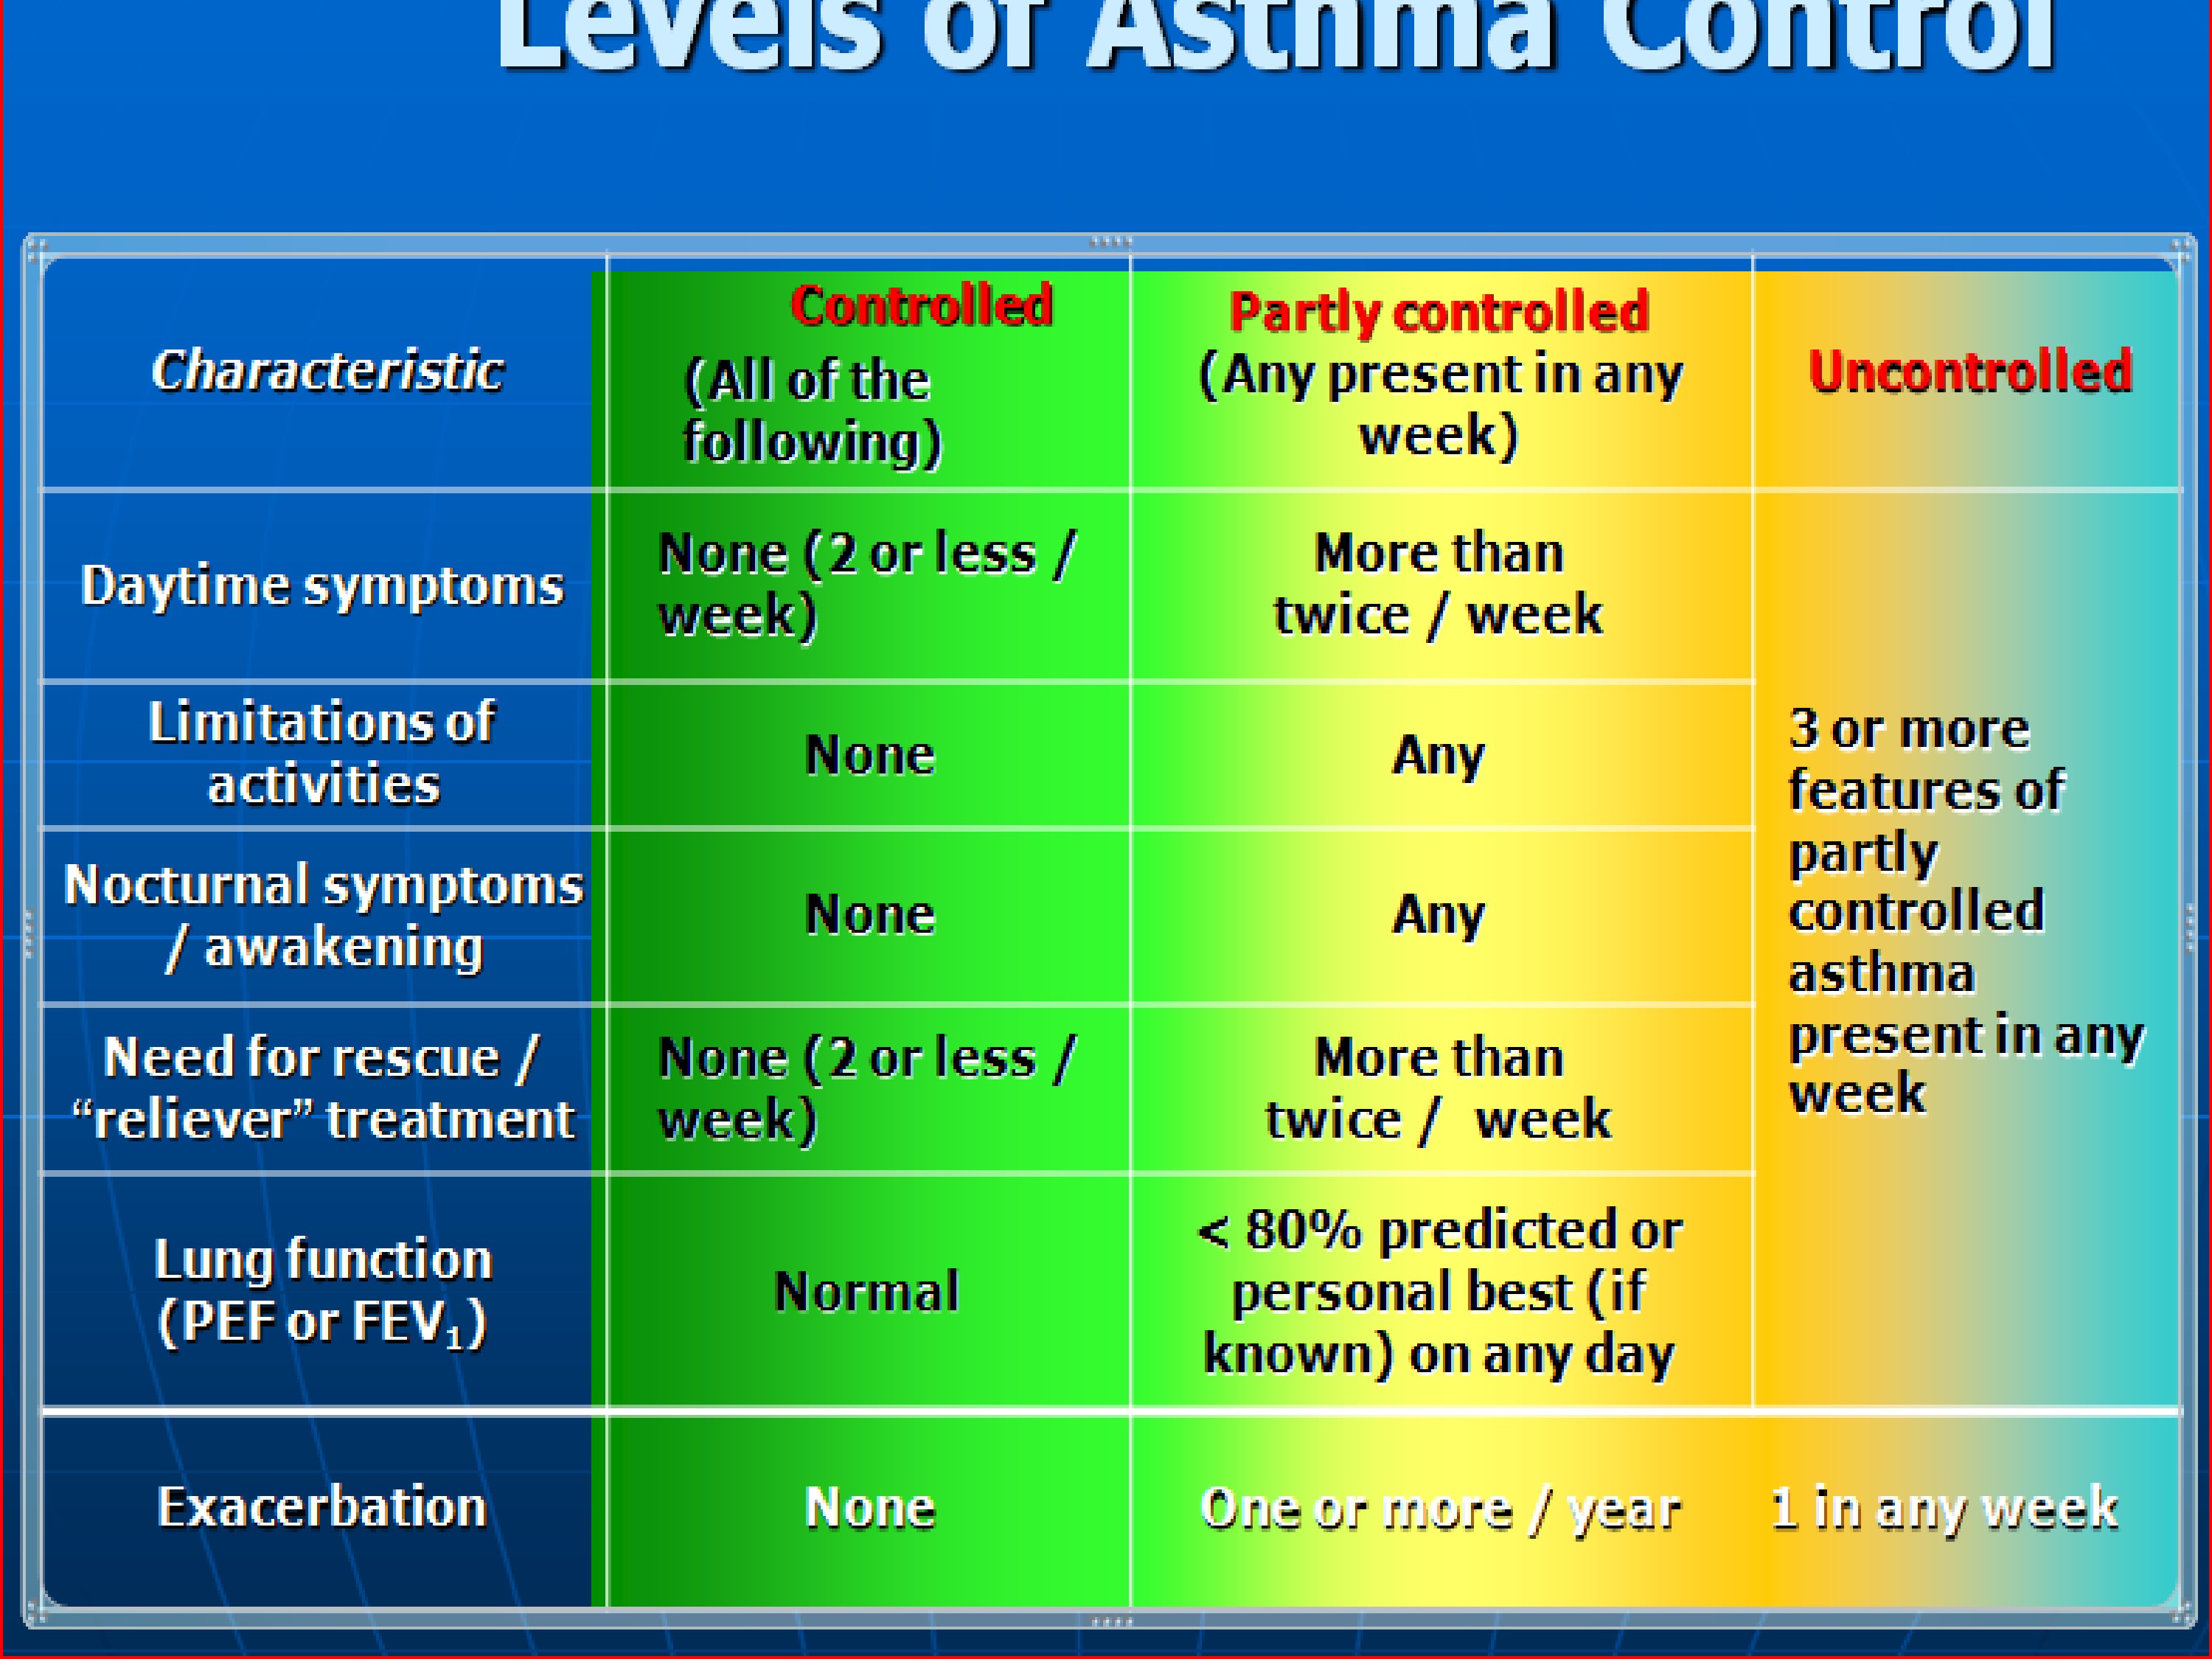 Levels of Asthma Control
Characteristic
Controlled
(All of the
following)
Partly controlled
(Any present in any
week)
Uncontrolled
Daytime symptoms
None (2 or less /
week)
More than
twice / week
3 or more
features of
partly
controlled
asthma
present in any
week
Limitations of
activities
None
Any
Nocturnal symptoms
/ awakening
None
Any
Need for rescue /
“reliever” treatment
None (2 or less /
week)
More than
twice / week
Lung function
(PEF or FEV₁)
Normal
< 80% predicted or
personal best (if
known) on any day
Exacerbation
None
One or more / year
1 in any week